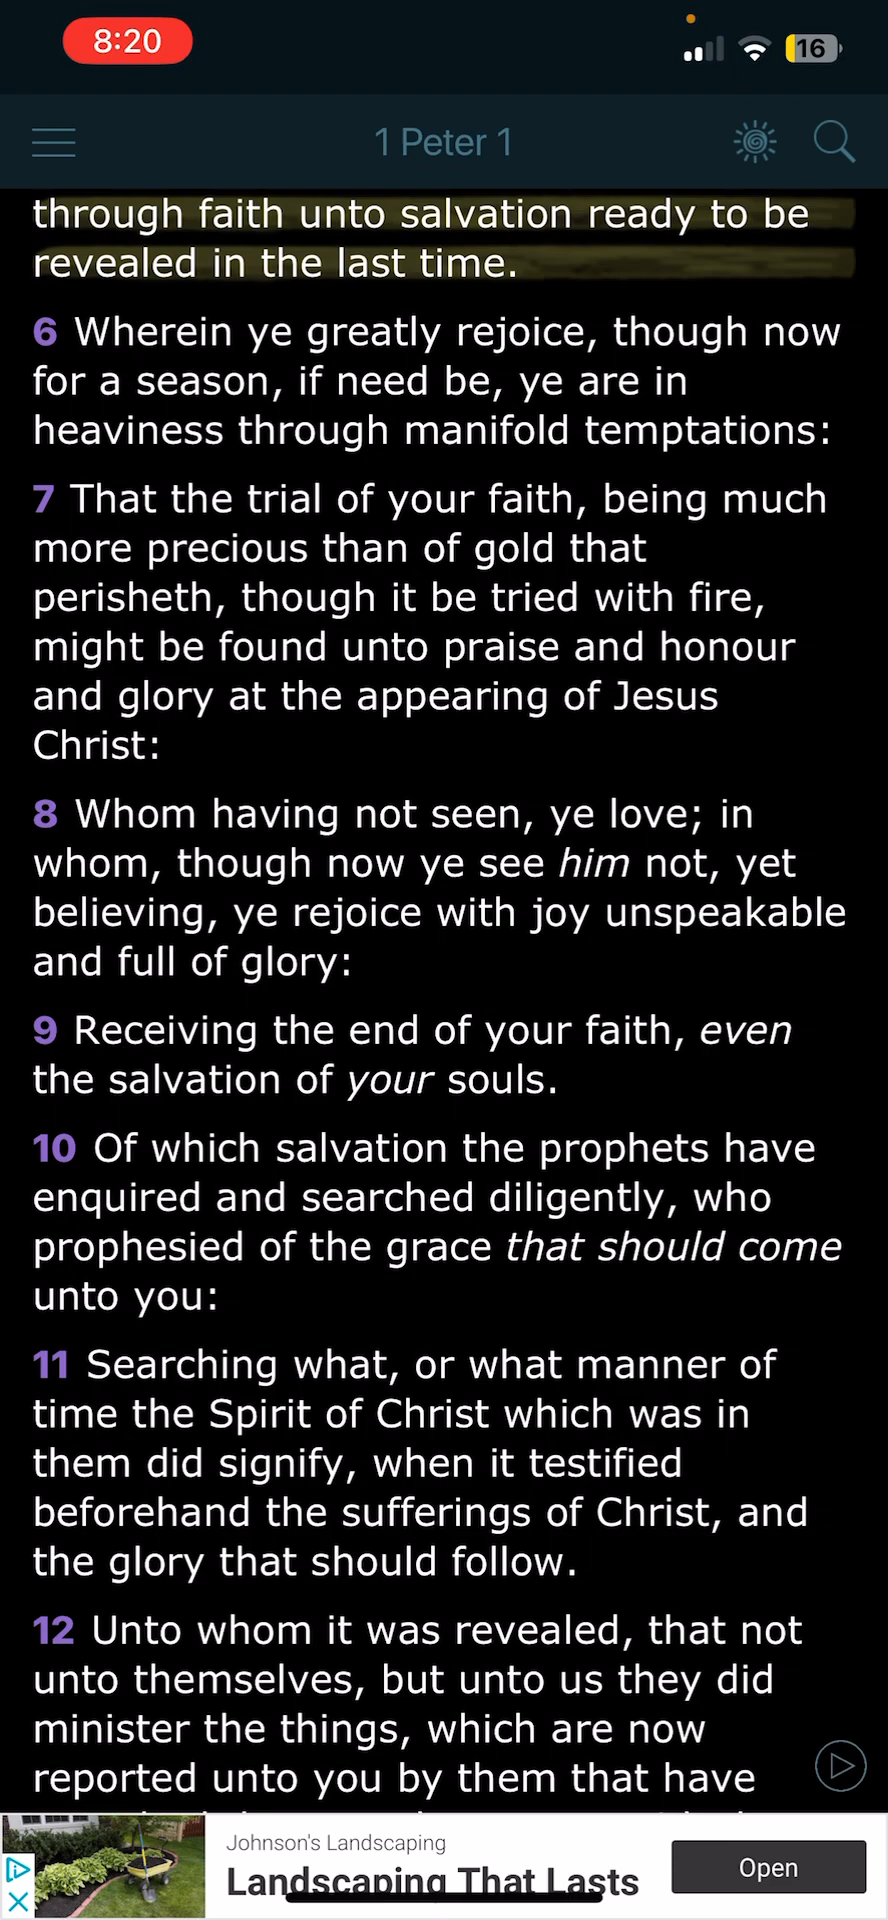 8:20
16
1 Peter 1
through faith unto salvation ready to be
revealed in the last time.
6 Wherein ye greatly rejoice, though now
for a season, if need be, ye are in
heaviness through manifold temptations:
7 That the trial of your faith, being much
more precious than of gold that
perisheth, though it be tried with fire,
might be found unto praise and honour
and glory at the appearing of Jesus
Christ:
8 Whom having not seen, ye love; in
whom, though now ye see him not, yet
believing, ye rejoice with joy unspeakable
and full of glory:
9 Receiving the end of your faith, even
the salvation of your souls.
10 Of which salvation the prophets have
enquired and searched diligently, who
prophesied of the grace that should come
unto you:
11 Searching what, or what manner of
time the Spirit of Christ which was in
them did signify, when it testified
beforehand the sufferings of Christ, and
the glory that should follow.
12 Unto whom it was revealed, that not
unto themselves, but unto us they did
minister the things, which are now
reported unto you by them that have
Johnson's Landscaping
Landscaping That Lasts
Open